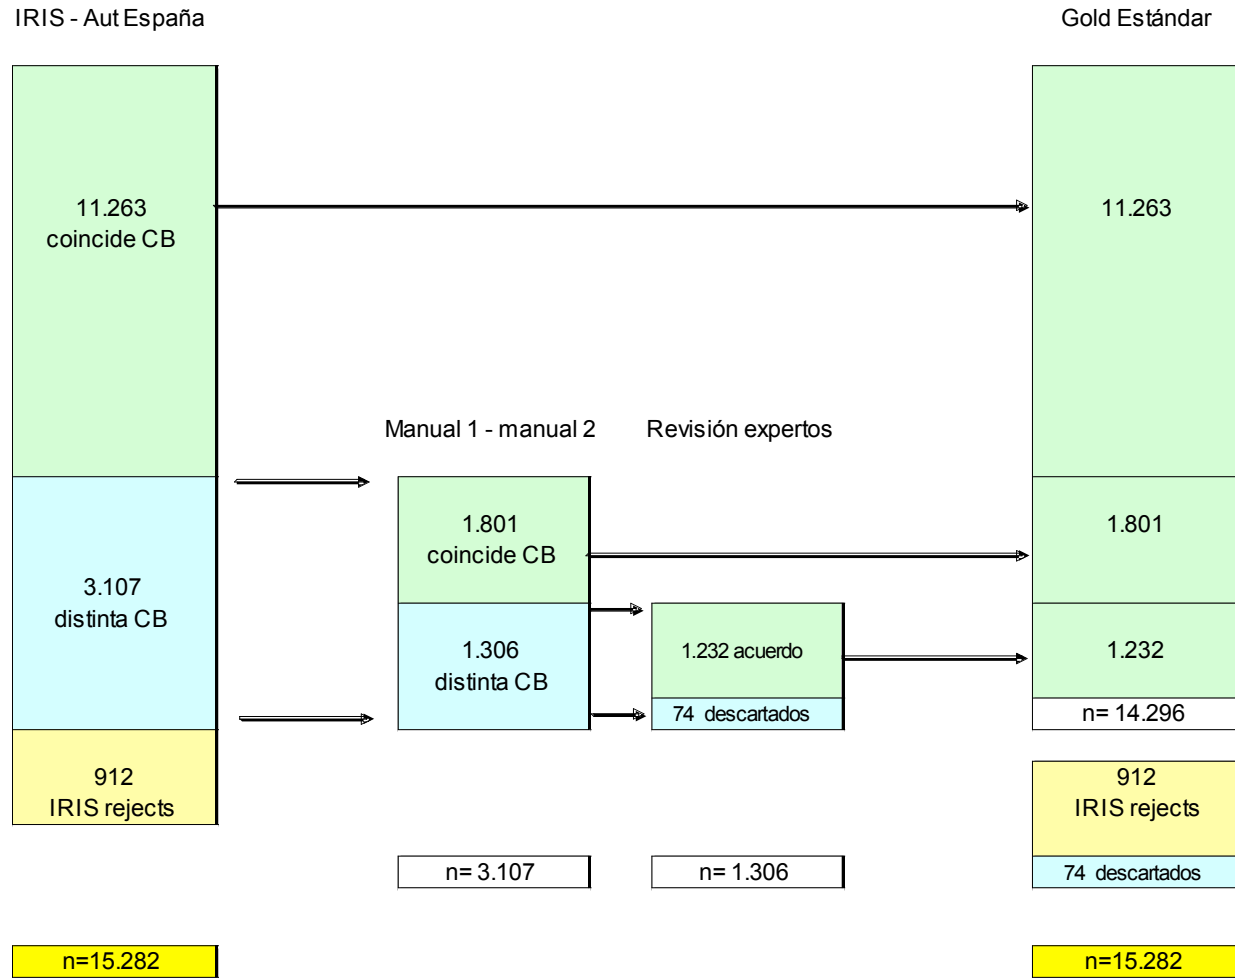 IRIS - Aut España
Gold Estándar
11.263
coincide CB
11.263
Manual 1 - manual 2
Revisión expertos
3.107
distinta CB
1.801
coincide CB
1.801
1.306
distinta CB
1.232 acuerdo
1.232
74 descartados
n= 14.296
912
IRIS rejects
912
IRIS rejects
n= 3.107
n= 1.306
74 descartados
n=15.282
n=15.282